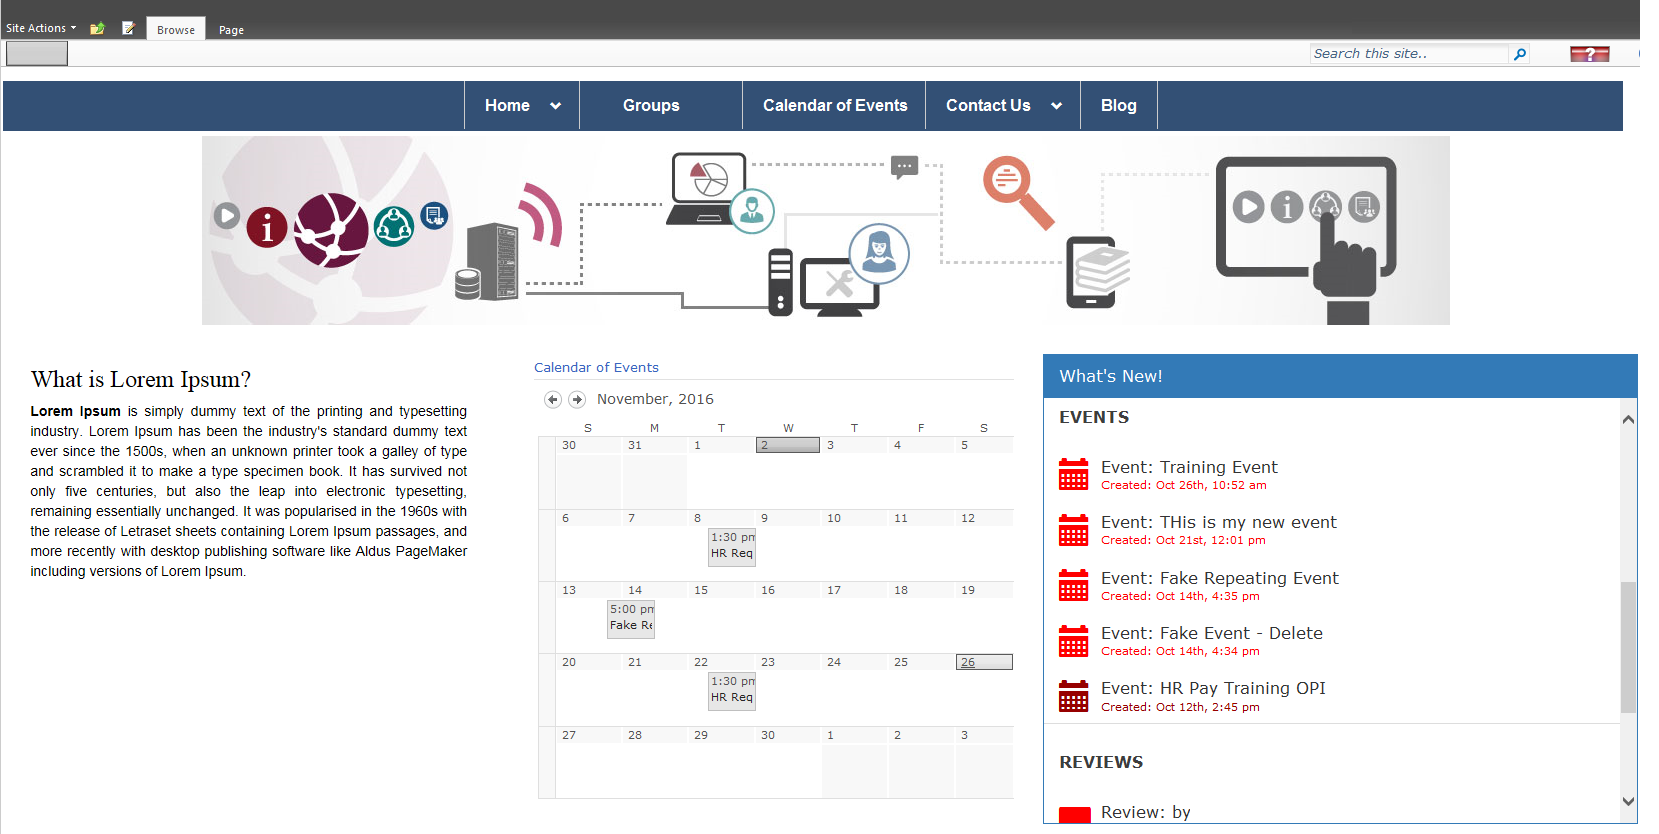 Site Actions
Browse
Page
Search this site..
?
Home
Groups
Calendar of Events
Contact Us
Blog
i
i
What is Lorem Ipsum?
Lorem Ipsum is simply dummy text of the printing and typesetting
industry. Lorem Ipsum has been the industry's standard dummy text
ever since the 1500s, when an unknown printer took a galley of type
and scrambled it to make a type specimen book. It has survived not
only five centuries, but also the leap into electronic typesetting,
remaining essentially unchanged. It was popularised in the 1960s with
the release of Letraset sheets containing Lorem Ipsum passages, and
more recently with desktop publishing software like Aldus PageMaker
including versions of Lorem Ipsum.
Calendar of Events
November, 2016
S M T W T F S
30 31 1 2 3 4 5
6 7 8 9 10 11 12
1:30 pm
HR Req
13 14 15 16 17 18 19
5:00 pm
Fake Re
20 21 22 23 24 25 26
1:30 pm
HR Req
27 28 29 30 1 2 3
What's New!
EVENTS
Event: Training Event
Created: Oct 26th, 10:52 am
Event: THis is my new event
Created: Oct 21st, 12:01 pm
Event: Fake Repeating Event
Created: Oct 14th, 4:35 pm
Event: Fake Event - Delete
Created: Oct 14th, 4:34 pm
Event: HR Pay Training OPI
Created: Oct 12th, 2:45 pm
REVIEWS
Review: by